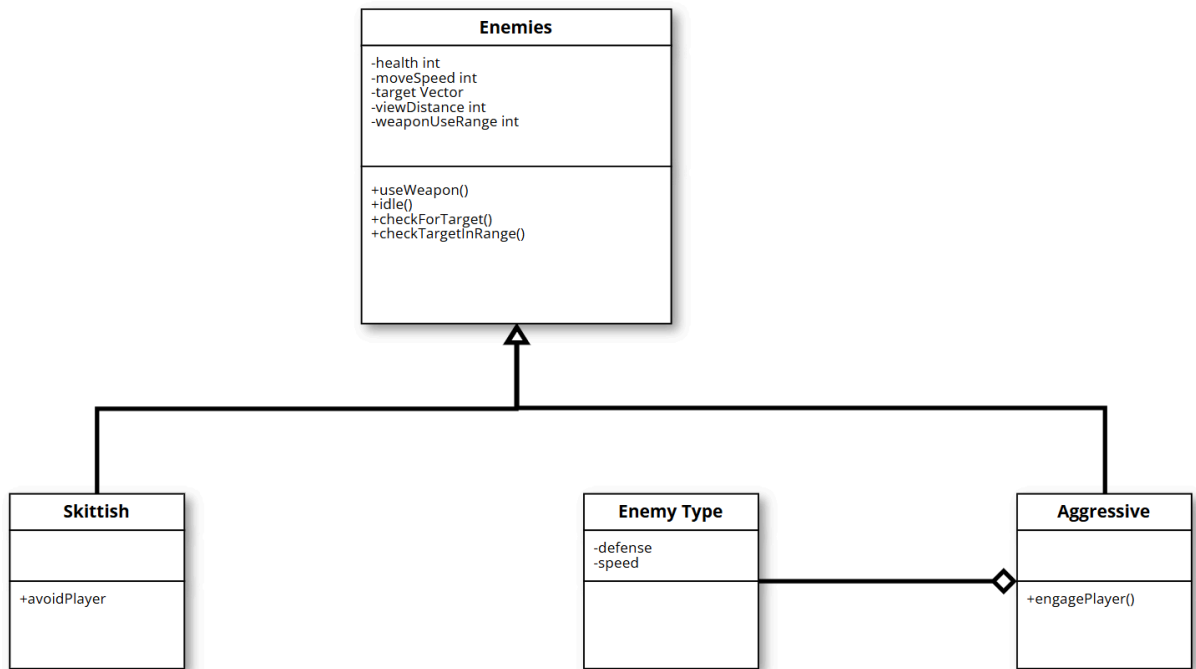 Enemies
-health int
-moveSpeed int
-target Vector
-viewDistance int
-weaponUseRange int
+useWeapon()
+idle()
+checkForTarget()
+checkTargetInRange()
Skittish
+avoidPlayer
Enemy Type
-defense
-speed
Aggressive
+engagePlayer()